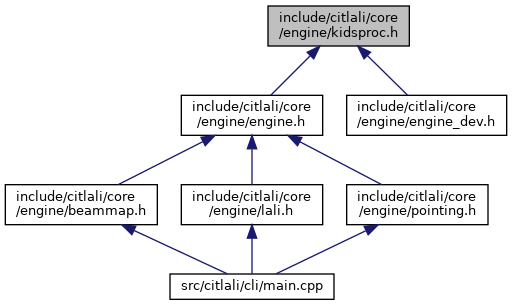 include/citlali/core
/engine/kidsproc.h
include/citlali/core
/engine/engine.h
include/citlali/core
/engine/engine_dev.h
include/citlali/core
/engine/beammap.h
include/citlali/core
/engine/lali.h
include/citlali/core
/engine/pointing.h
src/citlali/cli/main.cpp